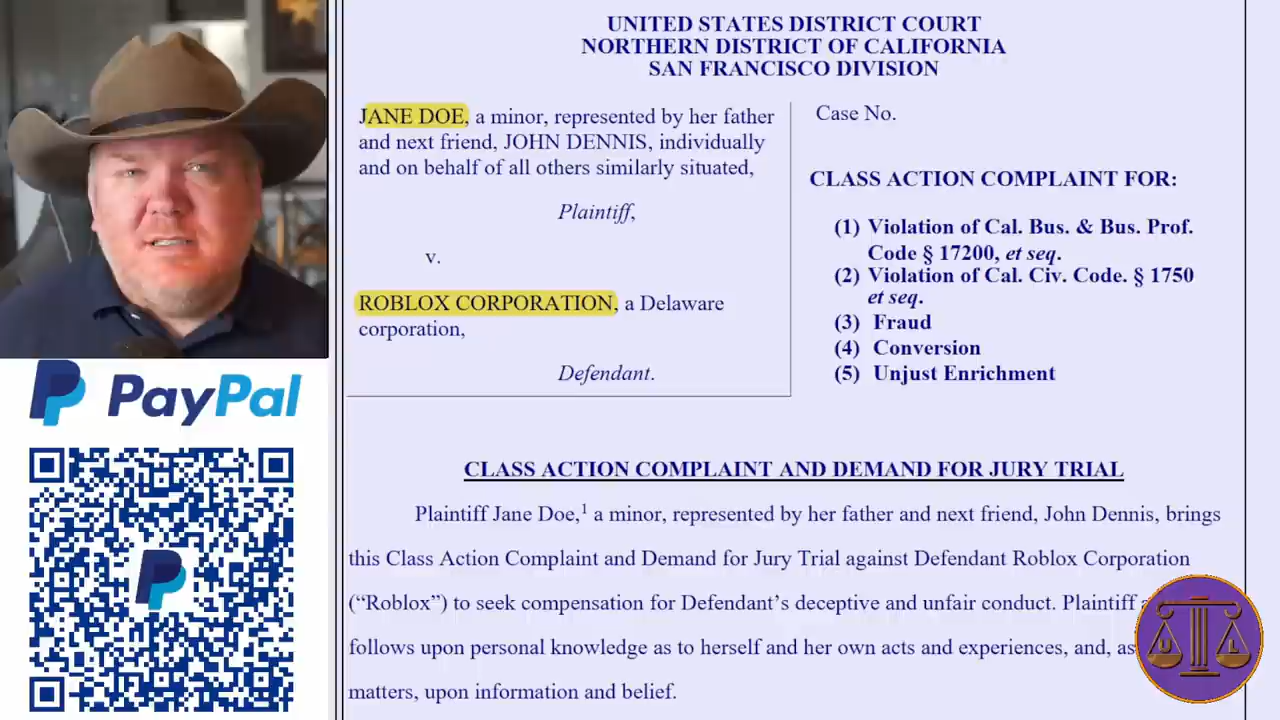 UNITED STATES DISTRICT COURT
NORTHERN DISTRICT OF CALIFORNIA
SAN FRANCISCO DIVISION
JANE DOE, a minor, represented by her father
and next friend, JOHN DENNIS, individually
and on behalf of all others similarly situated,
Plaintiff,
v.
ROBLOX CORPORATION, a Delaware
corporation,
Defendant.
Case No.
CLASS ACTION COMPLAINT FOR:
(1) Violation of Cal. Bus. & Bus. Prof.
Code § 17200, et seq.
(2) Violation of Cal. Civ. Code. § 1750
et seq.
(3) Fraud
(4) Conversion
(5) Unjust Enrichment
CLASS ACTION COMPLAINT AND DEMAND FOR JURY TRIAL
Plaintiff Jane Doe,¹ a minor, represented by her father and next friend, John Dennis, brings
this Class Action Complaint and Demand for Jury Trial against Defendant Roblox Corporation
(“Roblox”) to seek compensation for Defendant’s deceptive and unfair conduct. Plaintiff
follows upon personal knowledge as to herself and her own acts and experiences, and, as
matters, upon information and belief.
PayPal
U L